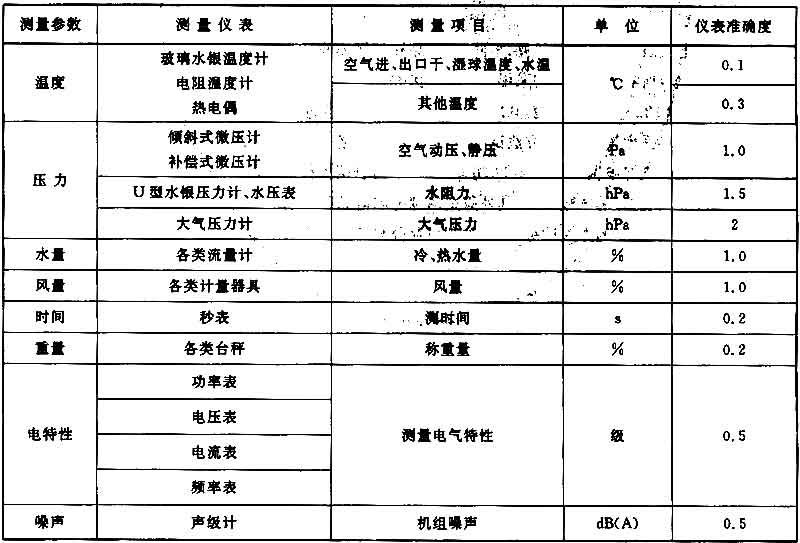 测量参数 测量仪表 测量项目 单位 仪表准确度
温度 玻璃水银温度计 空气进、出口干、湿球温度、水温 ℃ 0.1
电阻温度计
热电偶 其他温度 0.3
压力 倾斜式微压计 空气动压、静压 Pa 1.0
补偿式微压计
U型水银压力计、水压表 水阻力 hPa 1.5
大气压力计 大气压力 hPa 2
水量 各类流量计 冷、热水量 % 1.0
风量 各类计量器具 风量 % 1.0
时间 秒表 测时间 s 0.2
重量 各类台秤 称重量 % 0.2
电特性 功率表 测量电气特性 级 0.5
电压表
电流表
频率表
噪声 声级计 机组噪声 dB(A) 0.5